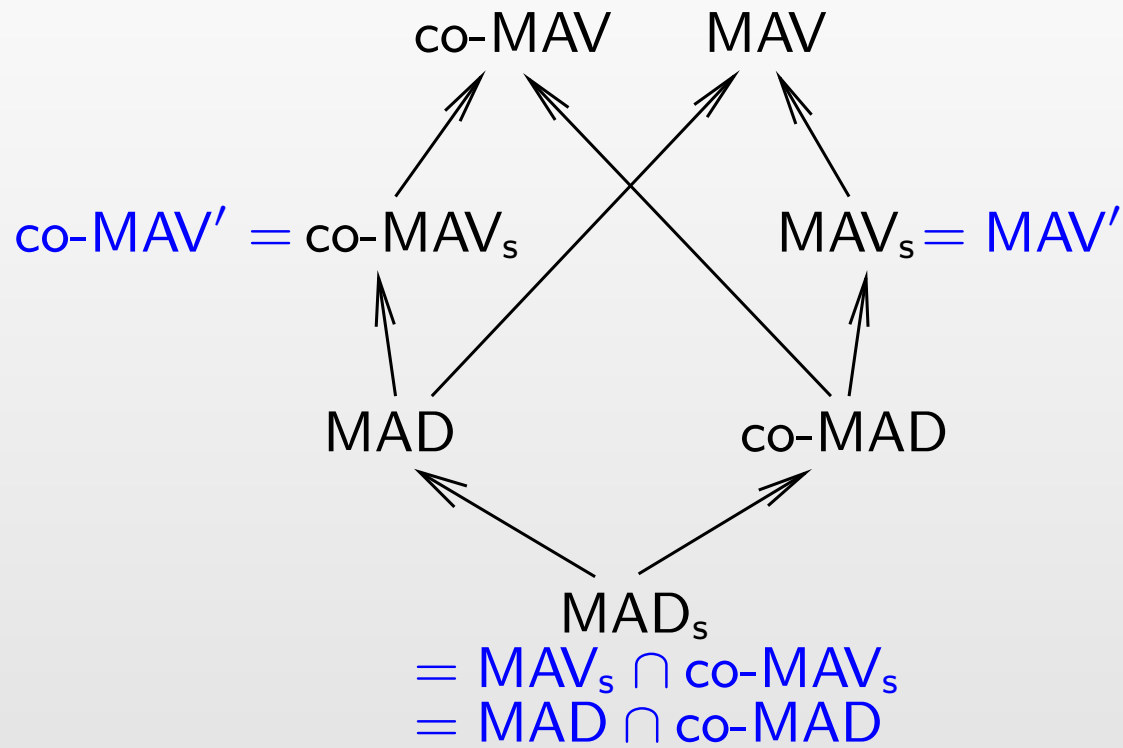 co-MAV MAV
co-MAV′ = co-MAVₛ MAVₛ = MAV′
MAD co-MAD
MADₛ
= MAVₛ ∩ co-MAVₛ
= MAD ∩ co-MAD